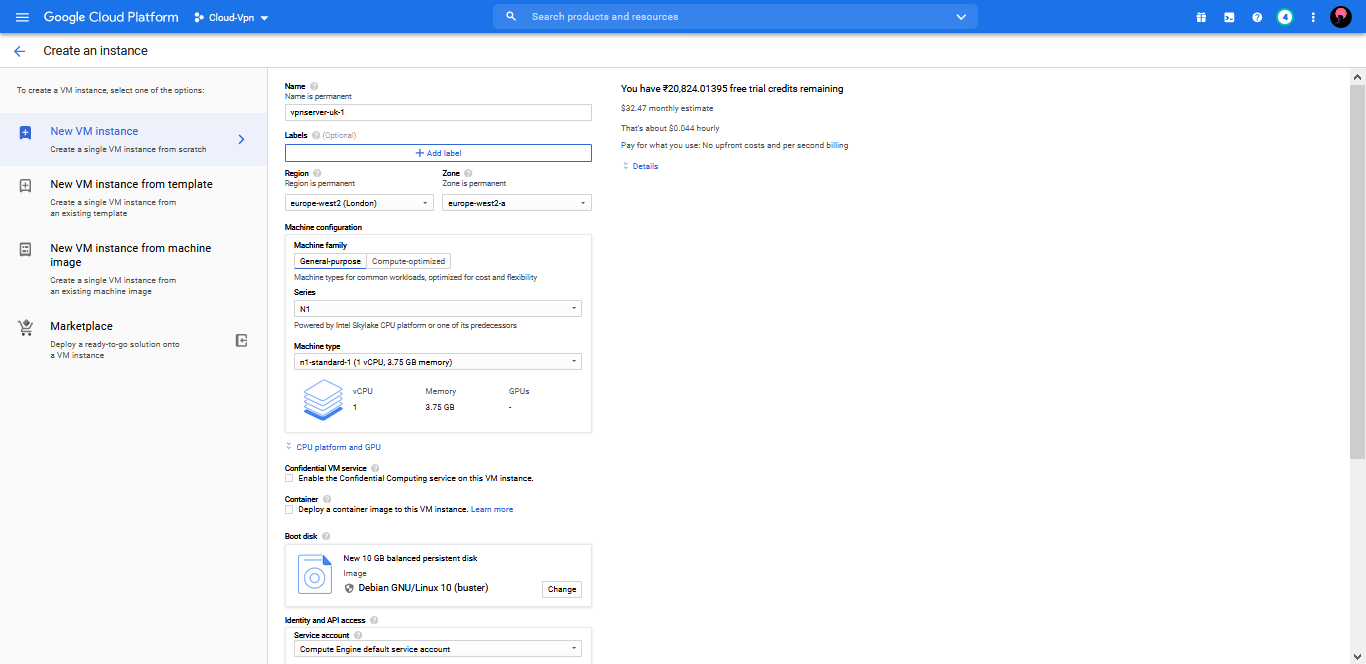 Google Cloud Platform
Cloud-Vpn
Search products and resources
4
Create an instance
To create a VM instance, select one of the options:
New VM instance
Create a single VM instance from scratch
New VM instance from template
Create a single VM instance from
an existing template
New VM instance from machine
image
Create a single VM instance from
an existing machine image
Marketplace
Deploy a ready-to-go solution onto
a VM instance
Name
Name is permanent
vpnserver-uk-1
Labels (Optional)
+ Add label
Region
Region is permanent
europe-west2 (London)
Zone
Zone is permanent
europe-west2-a
Machine configuration
Machine family
General-purpose
Compute-optimized
Machine types for common workloads, optimized for cost and flexibility
Series
N1
Powered by Intel Skylake CPU platform or one of its predecessors
Machine type
n1-standard-1 (1 vCPU, 3.75 GB memory)
vCPU Memory GPUs
1 3.75 GB -
CPU platform and GPU
Confidential VM service
Enable the Confidential Computing service on this VM instance.
Container
Deploy a container image to this VM instance. Learn more
Boot disk
New 10 GB balanced persistent disk
Image
Debian GNU/Linux 10 (buster)
Change
Identity and API access
Service account
Compute Engine default service account
You have ₹20,824.01395 free trial credits remaining
$32.47 monthly estimate
That's about $0.044 hourly
Pay for what you use: No upfront costs and per second billing
Details